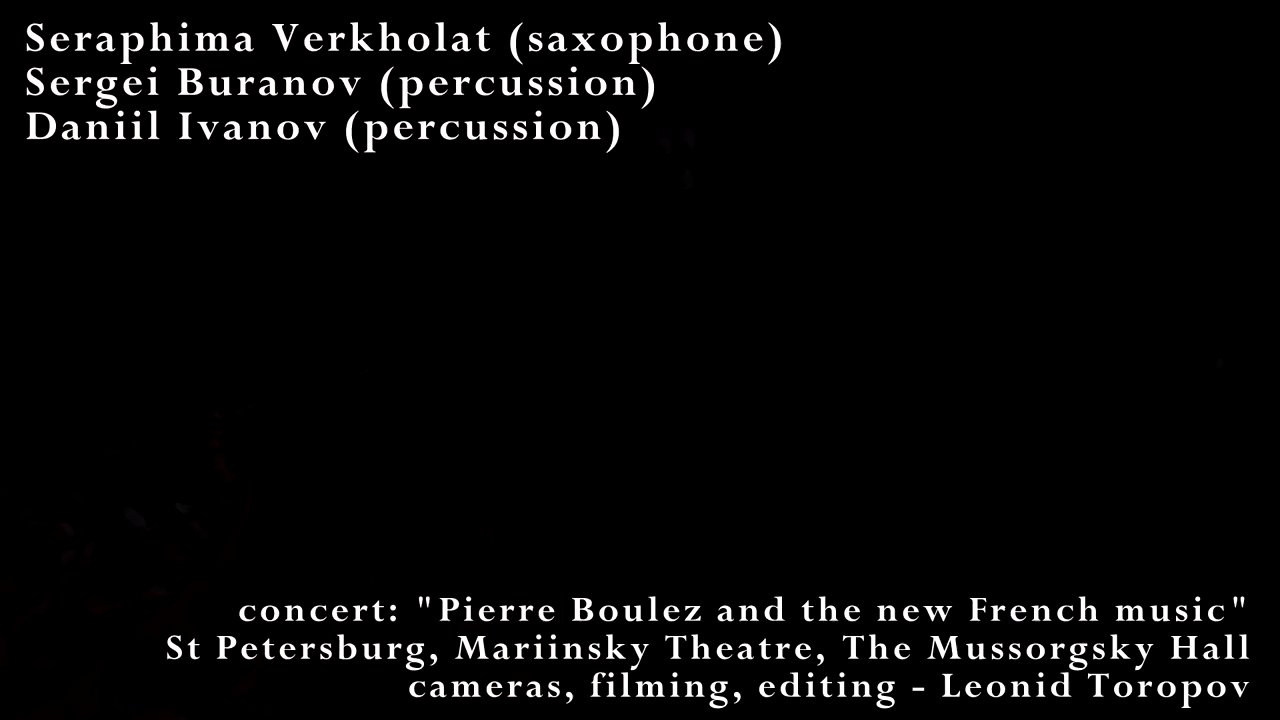 Seraphima Verkholat (saxophone)
Sergei Buranov (percussion)
Daniil Ivanov (percussion)
concert: "Pierre Boulez and the new French music"
St Petersburg, Mariinsky Theatre, The Mussorgsky Hall
cameras, filming, editing - Leonid Toropov